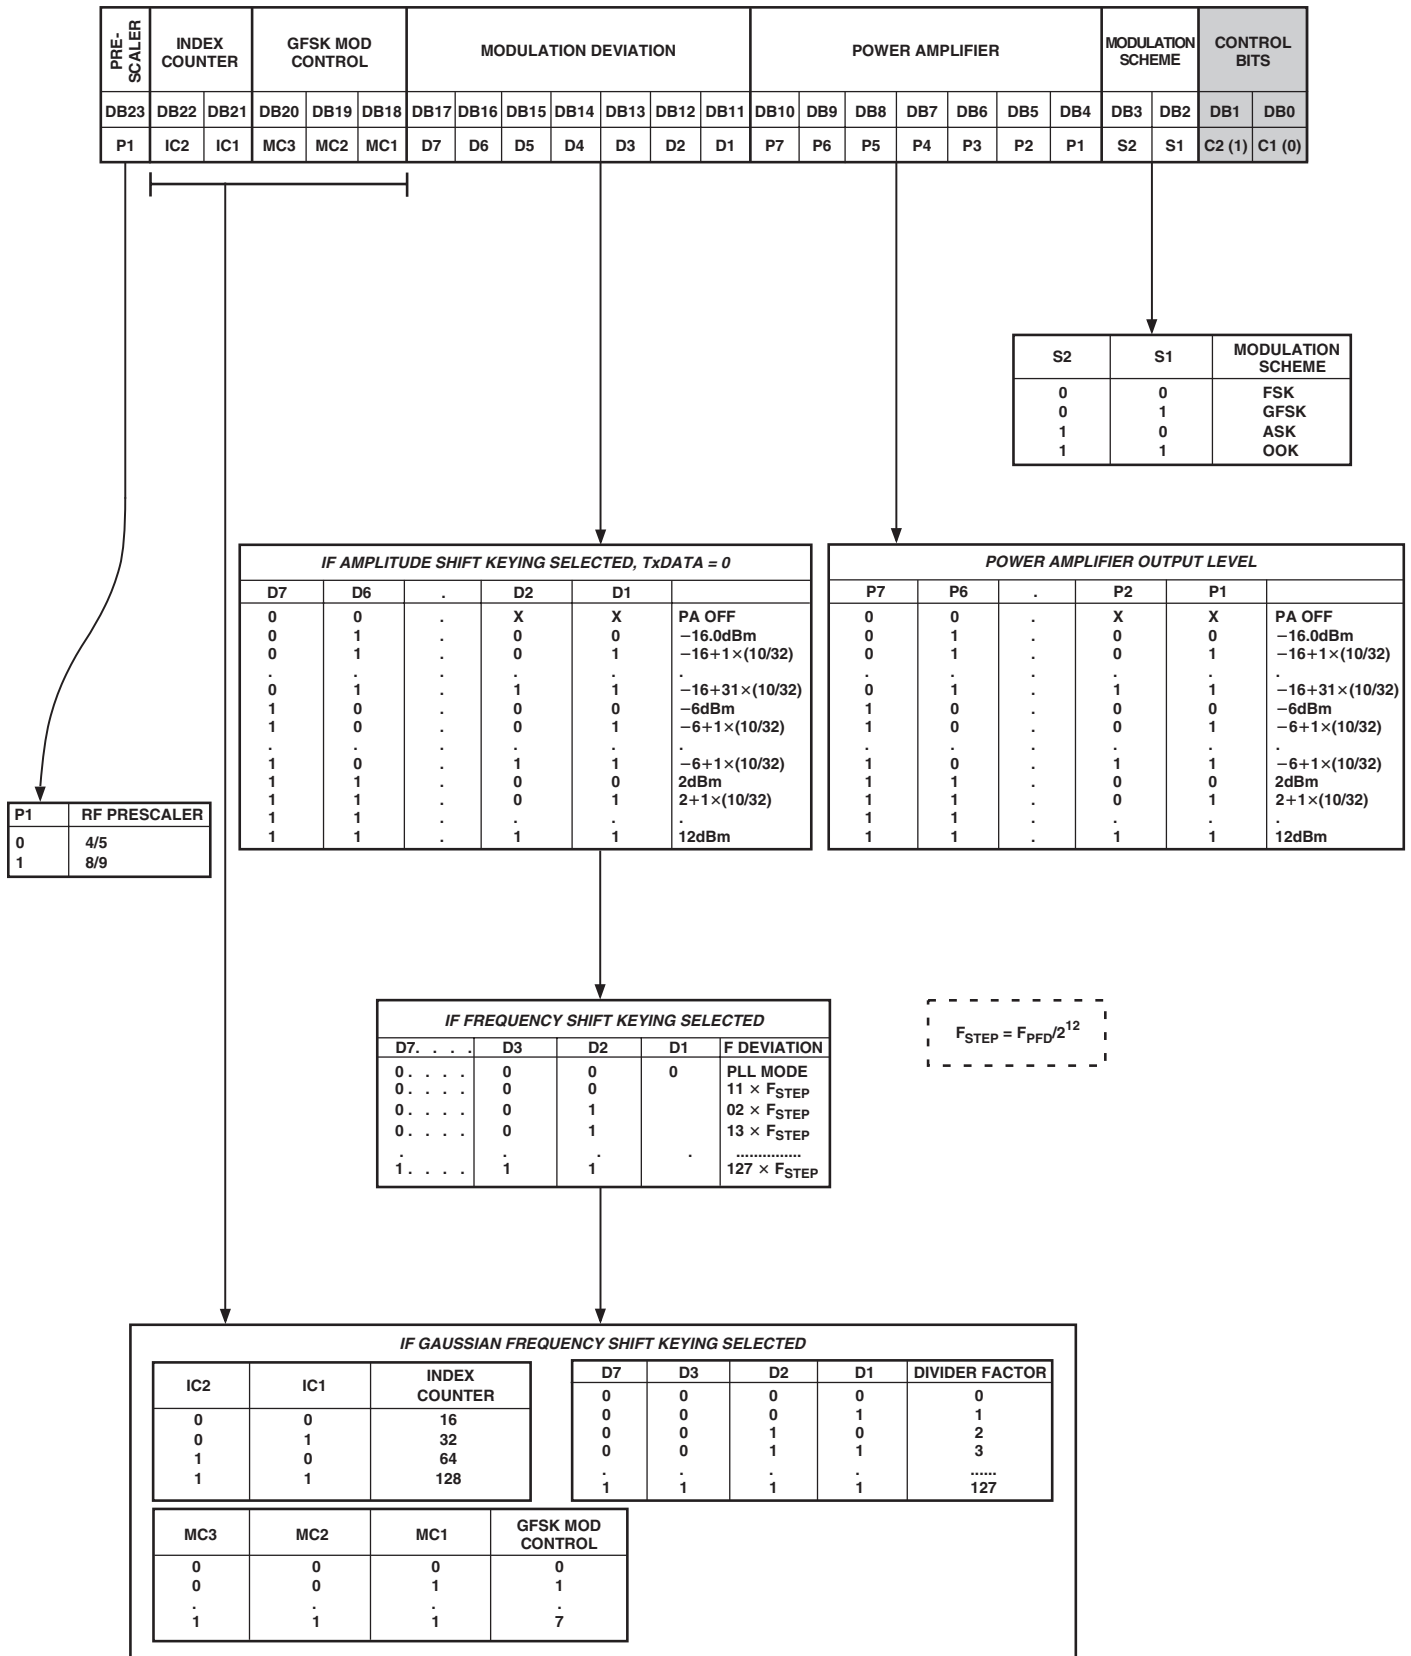 PRE-
SCALER
INDEX
COUNTER
GFSK MOD
CONTROL
MODULATION DEVIATION
POWER AMPLIFIER
MODULATION
SCHEME
CONTROL
BITS
DB23 DB22 DB21 DB20 DB19 DB18 DB17 DB16 DB15 DB14 DB13 DB12 DB11 DB10 DB9 DB8 DB7 DB6 DB5 DB4 DB3 DB2 DB1 DB0
P1 IC2 IC1 MC3 MC2 MC1 D7 D6 D5 D4 D3 D2 D1 P7 P6 P5 P4 P3 P2 P1 S2 S1 C2 (1) C1 (0)
S2 S1 MODULATION
SCHEME
0 0 FSK
0 1 GFSK
1 0 ASK
1 1 OOK
IF AMPLITUDE SHIFT KEYING SELECTED, TxDATA = 0
D7 D6 . D2 D1
0 0 . X X PA OFF
0 1 . 0 0 −16.0dBm
0 1 . 0 1 −16+1×(10/32)
. . . . . .
0 1 . 1 1 −16+31×(10/32)
1 0 . 0 0 −6dBm
1 0 . 0 1 −6+1×(10/32)
. . . . . .
1 0 . 1 1 −6+1×(10/32)
1 1 . 0 0 2dBm
1 1 . 0 1 2+1×(10/32)
1 1 . . . .
1 1 . 1 1 12dBm
POWER AMPLIFIER OUTPUT LEVEL
P7 P6 . P2 P1
0 0 . X X PA OFF
0 1 . 0 0 −16.0dBm
0 1 . 0 1 −16+1×(10/32)
. . . . . .
0 1 . 1 1 −16+31×(10/32)
1 0 . 0 0 −6dBm
1 0 . 0 1 −6+1×(10/32)
. . . . . .
1 0 . 1 1 −6+1×(10/32)
1 1 . 0 0 2dBm
1 1 . 0 1 2+1×(10/32)
1 1 . . . .
1 1 . 1 1 12dBm
P1 RF PRESCALER
0 4/5
1 8/9
IF FREQUENCY SHIFT KEYING SELECTED
D7. . . . D3 D2 D1 F DEVIATION
0. . . . 0 0 0 PLL MODE
0. . . . 0 0 11 × FSTEP
0. . . . 0 1 02 × FSTEP
0. . . . 0 1 13 × FSTEP
. . . . ...............
1. . . . 1 1 127 × FSTEP
FSTEP = FPFD/2^12
IF GAUSSIAN FREQUENCY SHIFT KEYING SELECTED
IC2 IC1 INDEX
COUNTER
0 0 16
0 1 32
1 0 64
1 1 128
D7 D3 D2 D1 DIVIDER FACTOR
0 0 0 0 0
0 0 0 1 1
0 0 1 0 2
0 0 1 1 3
. . . . ......
1 1 1 1 127
MC3 MC2 MC1 GFSK MOD
CONTROL
0 0 0 0
0 0 1 1
. . . .
1 1 1 7